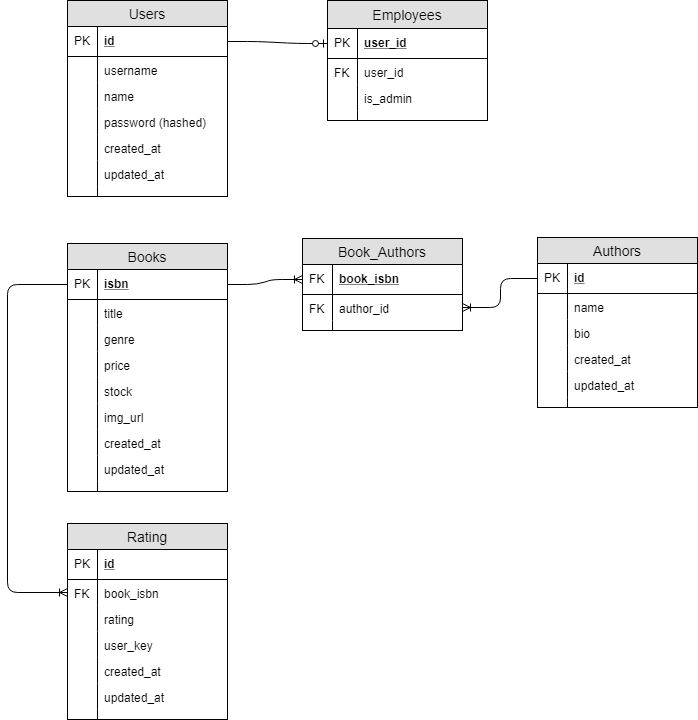 Users
PK id
username
name
password (hashed)
created_at
updated_at
Employees
PK user_id
FK user_id
is_admin
Books
PK isbn
title
genre
price
stock
img_url
created_at
updated_at
Book_Authors
FK book_isbn
FK author_id
Authors
PK id
name
bio
created_at
updated_at
Rating
PK id
FK book_isbn
rating
user_key
created_at
updated_at